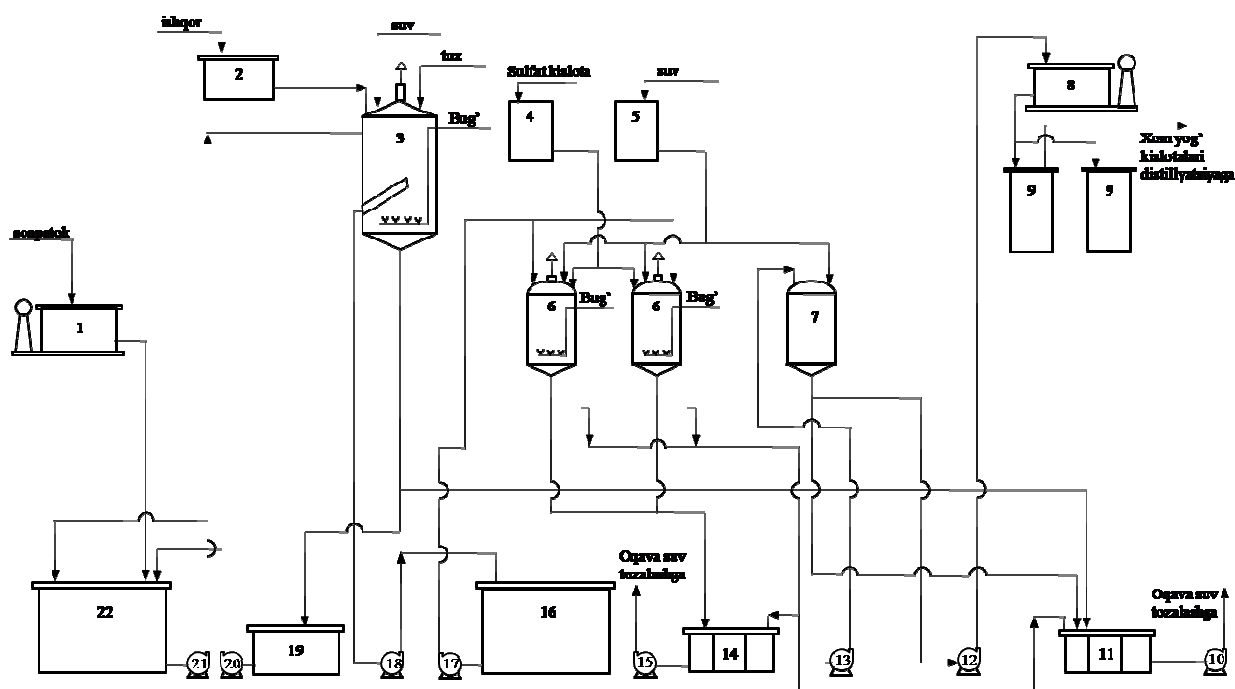 ishqor
suv
tuz
2
Sulfat kislota
suv
4
5
Bug'
3
8
Xom yog'
kislotalari
distillyatsiyaga
9
9
soapstok
1
6
Bug'
6
Bug'
7
22
19
16
Oqava suv
tozalashga
14
Oqava suv
tozalashga
11
21
20
18
17
15
13
12
10